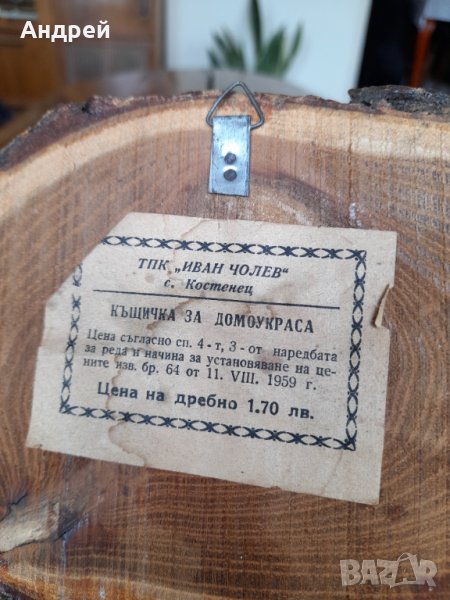 Андрей
ТПК „ИВАН ЧОЛЕВ"
с. Костенец
КЪЩИЧКА ЗА ДОМОУКРАСА
Цена съгласно сп. 4-т, 3-от наредбата
за реда и начина за установяване на це-
ните изв. бр. 64 от 11. VIII. 1959 г.
Цена на дребно 1.70 лв.
BAZAR